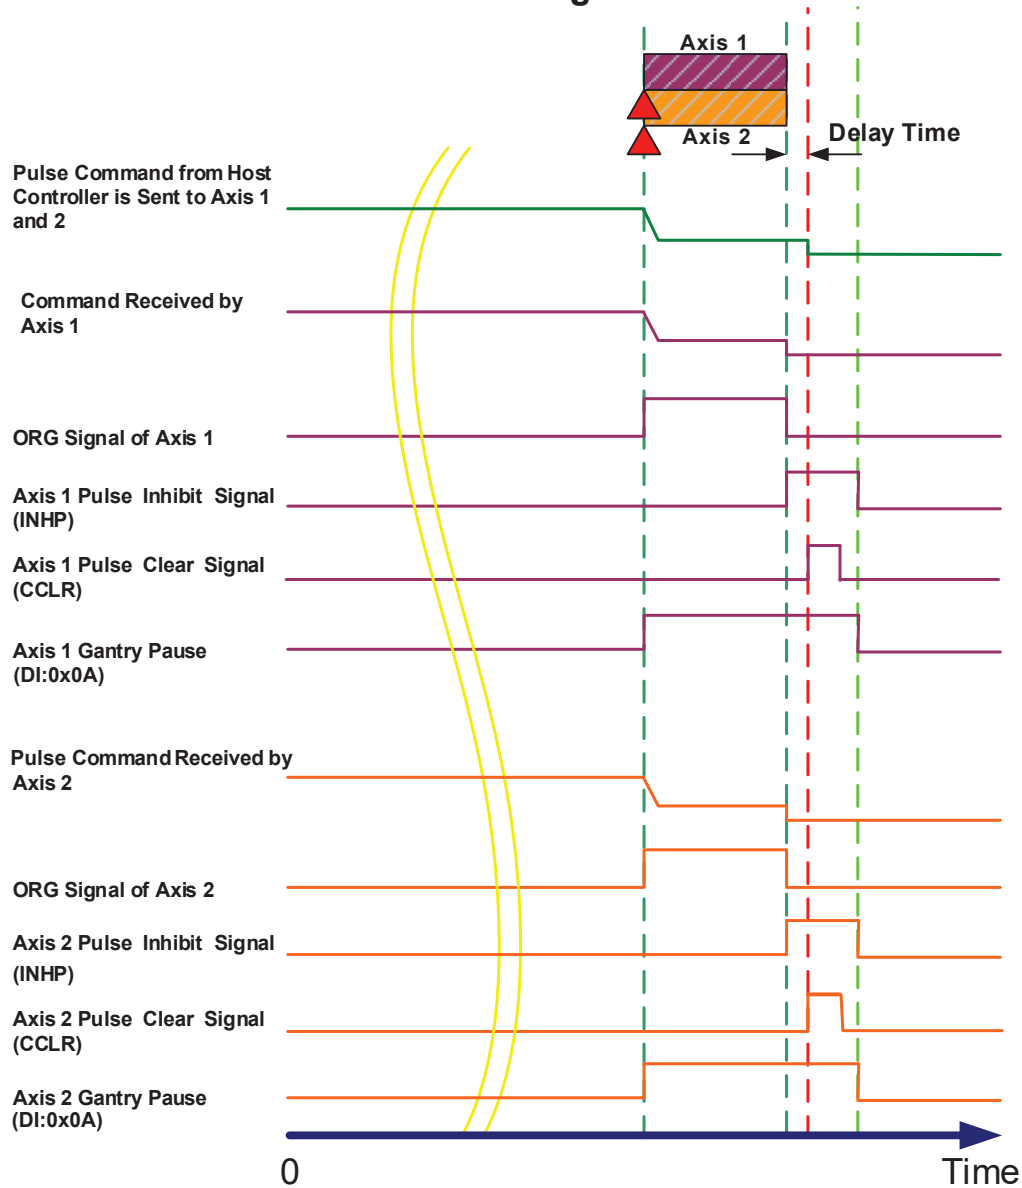 Axis 1
Axis 2
Delay Time
Pulse Command from Host
Controller is Sent to Axis 1
and 2
Command Received by
Axis 1
ORG Signal of Axis 1
Axis 1 Pulse Inhibit Signal
(INHP)
Axis 1 Pulse Clear Signal
(CCLR)
Axis 1 Gantry Pause
(DI:0x0A)
Pulse Command Received by
Axis 2
ORG Signal of Axis 2
Axis 2 Pulse Inhibit Signal
(INHP)
Axis 2 Pulse Clear Signal
(CCLR)
Axis 2 Gantry Pause
(DI:0x0A)
0
Time